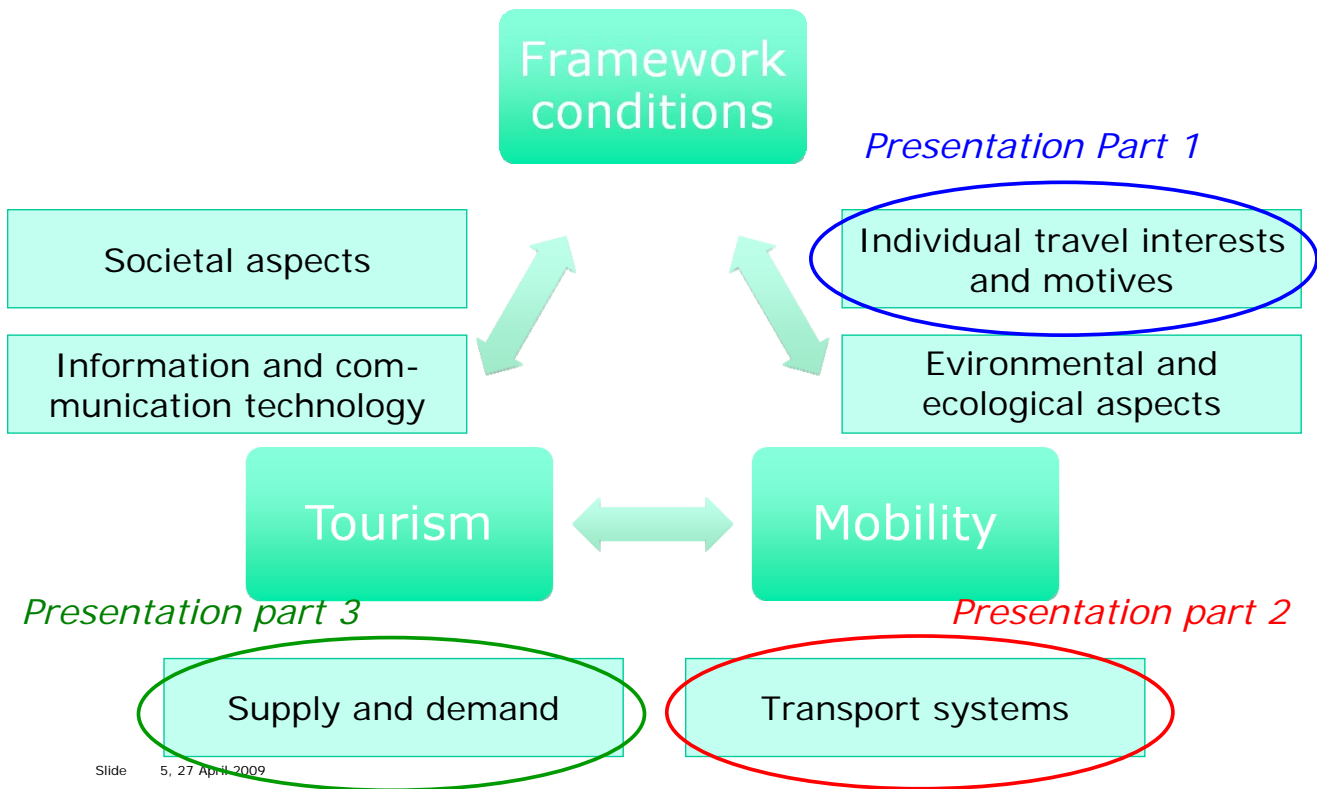 Framework
conditions
Presentation Part 1
Societal aspects
Individual travel interests
and motives
Information and com-
munication technology
Evironmental and
ecological aspects
Tourism
Mobility
Presentation part 3
Presentation part 2
Supply and demand
Transport systems
Slide 5, 27 April 2009